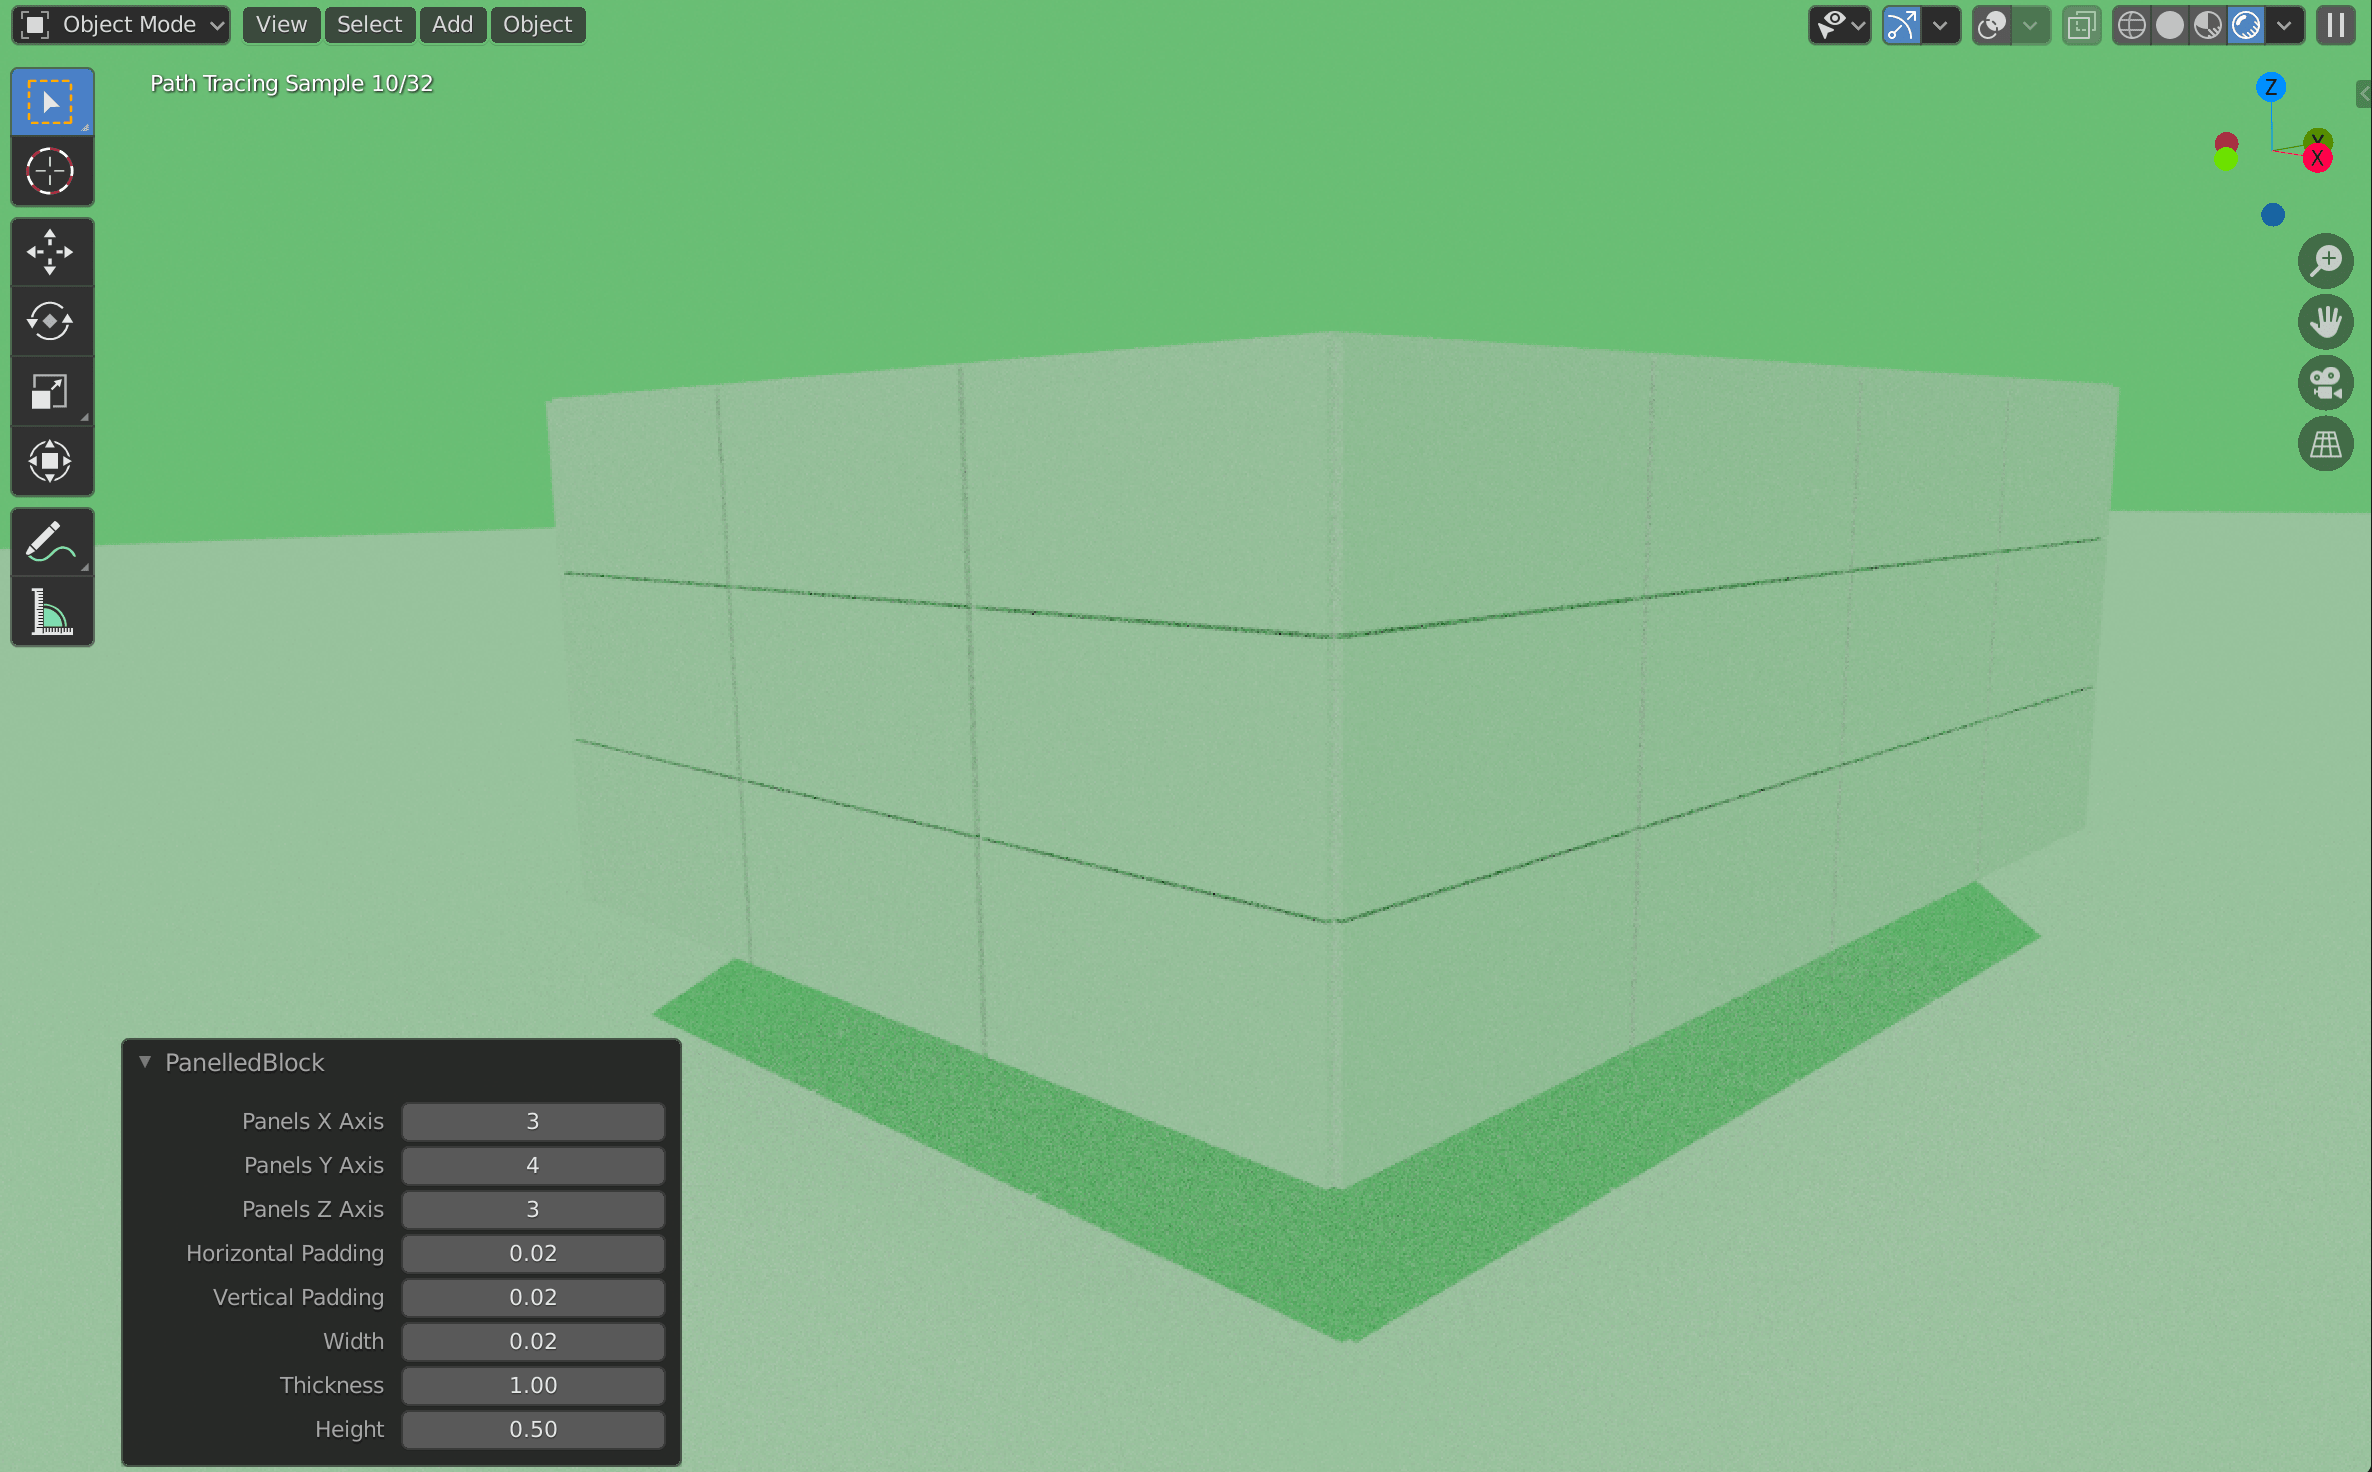 Object Mode View Select Add Object
Path Tracing Sample 10/32
Z
Y
X
PanelledBlock
Panels X Axis 3
Panels Y Axis 4
Panels Z Axis 3
Horizontal Padding 0.02
Vertical Padding 0.02
Width 0.02
Thickness 1.00
Height 0.50